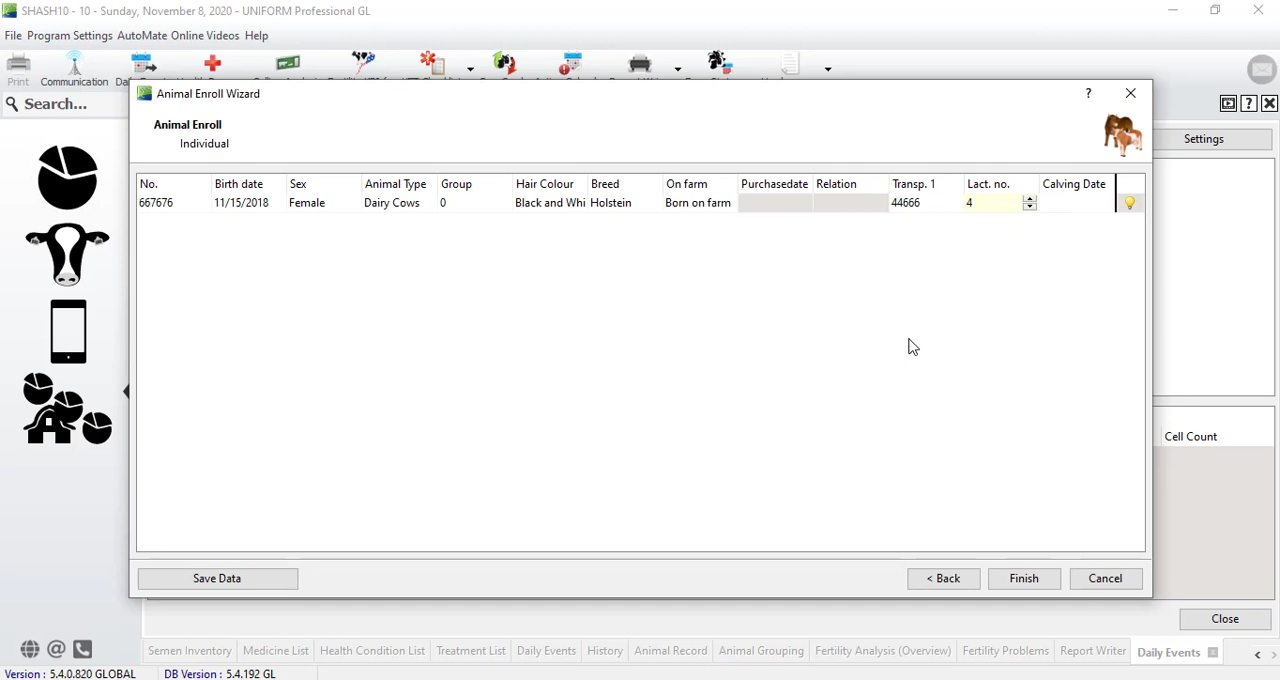 SHASH10 - 10 - Sunday, November 8, 2020 - UNIFORM Professional GL
File Program Settings AutoMate Online Videos Help
Print Communication
Search...
Animal Enroll Wizard ?
Animal Enroll
Individual
Settings
No. Birth date Sex Animal Type Group Hair Colour Breed On farm Purchasedate Relation Transp. 1 Lact. no. Calving Date
667676 11/15/2018 Female Dairy Cows 0 Black and Whi Holstein Born on farm 44666 4
Cell Count
Save Data < Back Finish Cancel
Close
Semen Inventory Medicine List Health Condition List Treatment List Daily Events History Animal Record Animal Grouping Fertility Analysis (Overview) Fertility Problems Report Writer Daily Events
Version : 5.4.0.820 GLOBAL DB Version : 5.4.192 GL